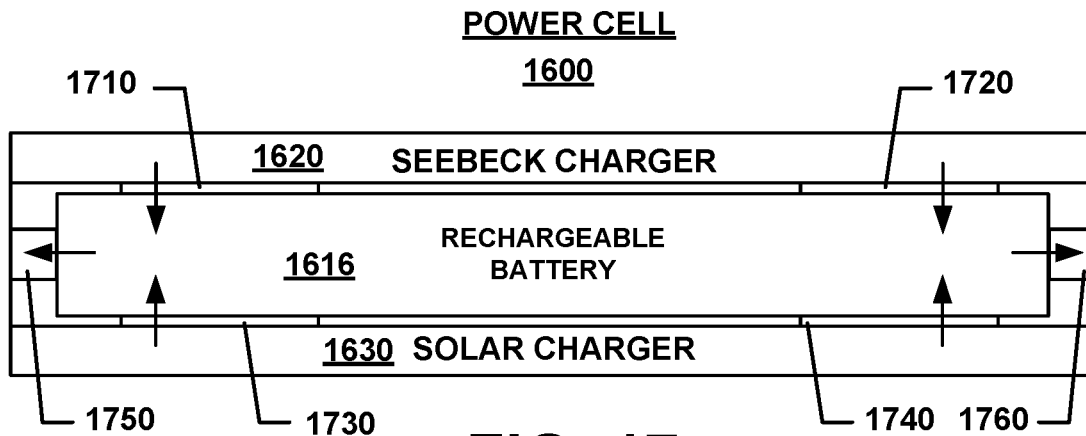 POWER CELL
1600
1710
1720
1620 SEEBECK CHARGER
RECHARGEABLE
BATTERY
1616
1630 SOLAR CHARGER
1750
1730
1740
1760